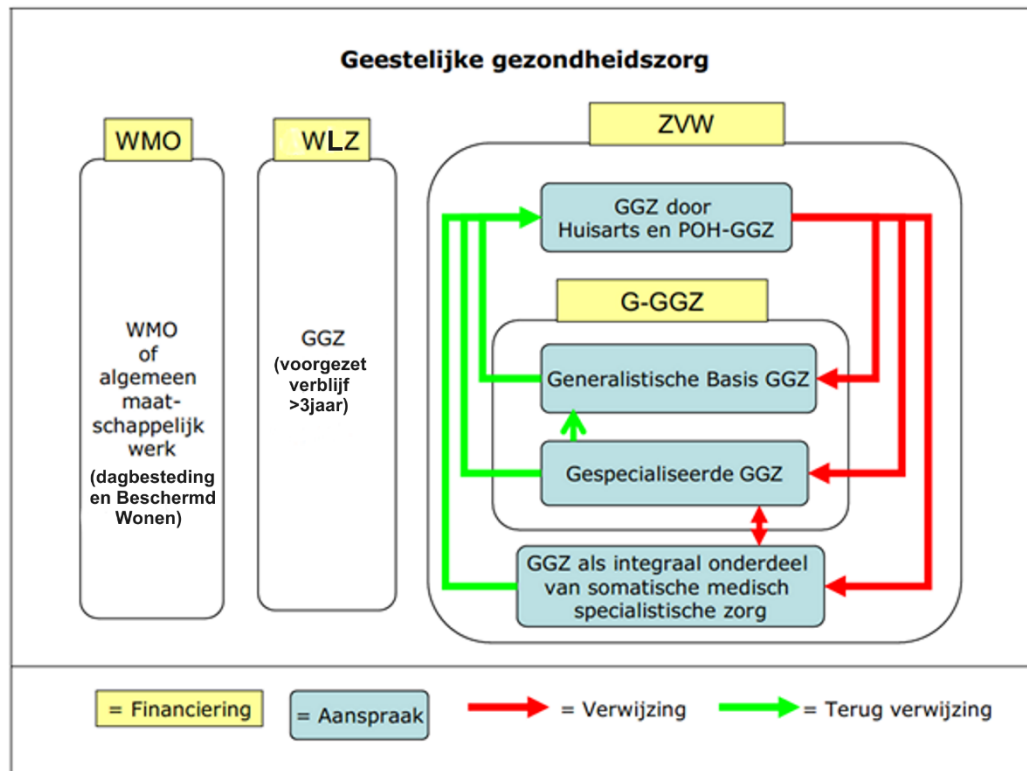 Geestelijke gezondheidszorg
WMO
WMO
of
algemeen
maat-
schappelijk
werk
(dagbesteding
en Beschermd
Wonen)
WLZ
GGZ
(voorgezet
verblijf
>3jaar)
ZVW
GGZ door
Huisarts en POH-GGZ
G-GGZ
Generalistische Basis GGZ
Gespecialiseerde GGZ
GGZ als integraal onderdeel
van somatische medisch
specialistische zorg
= Financiering
= Aanspraak
= Verwijzing
= Terug verwijzing